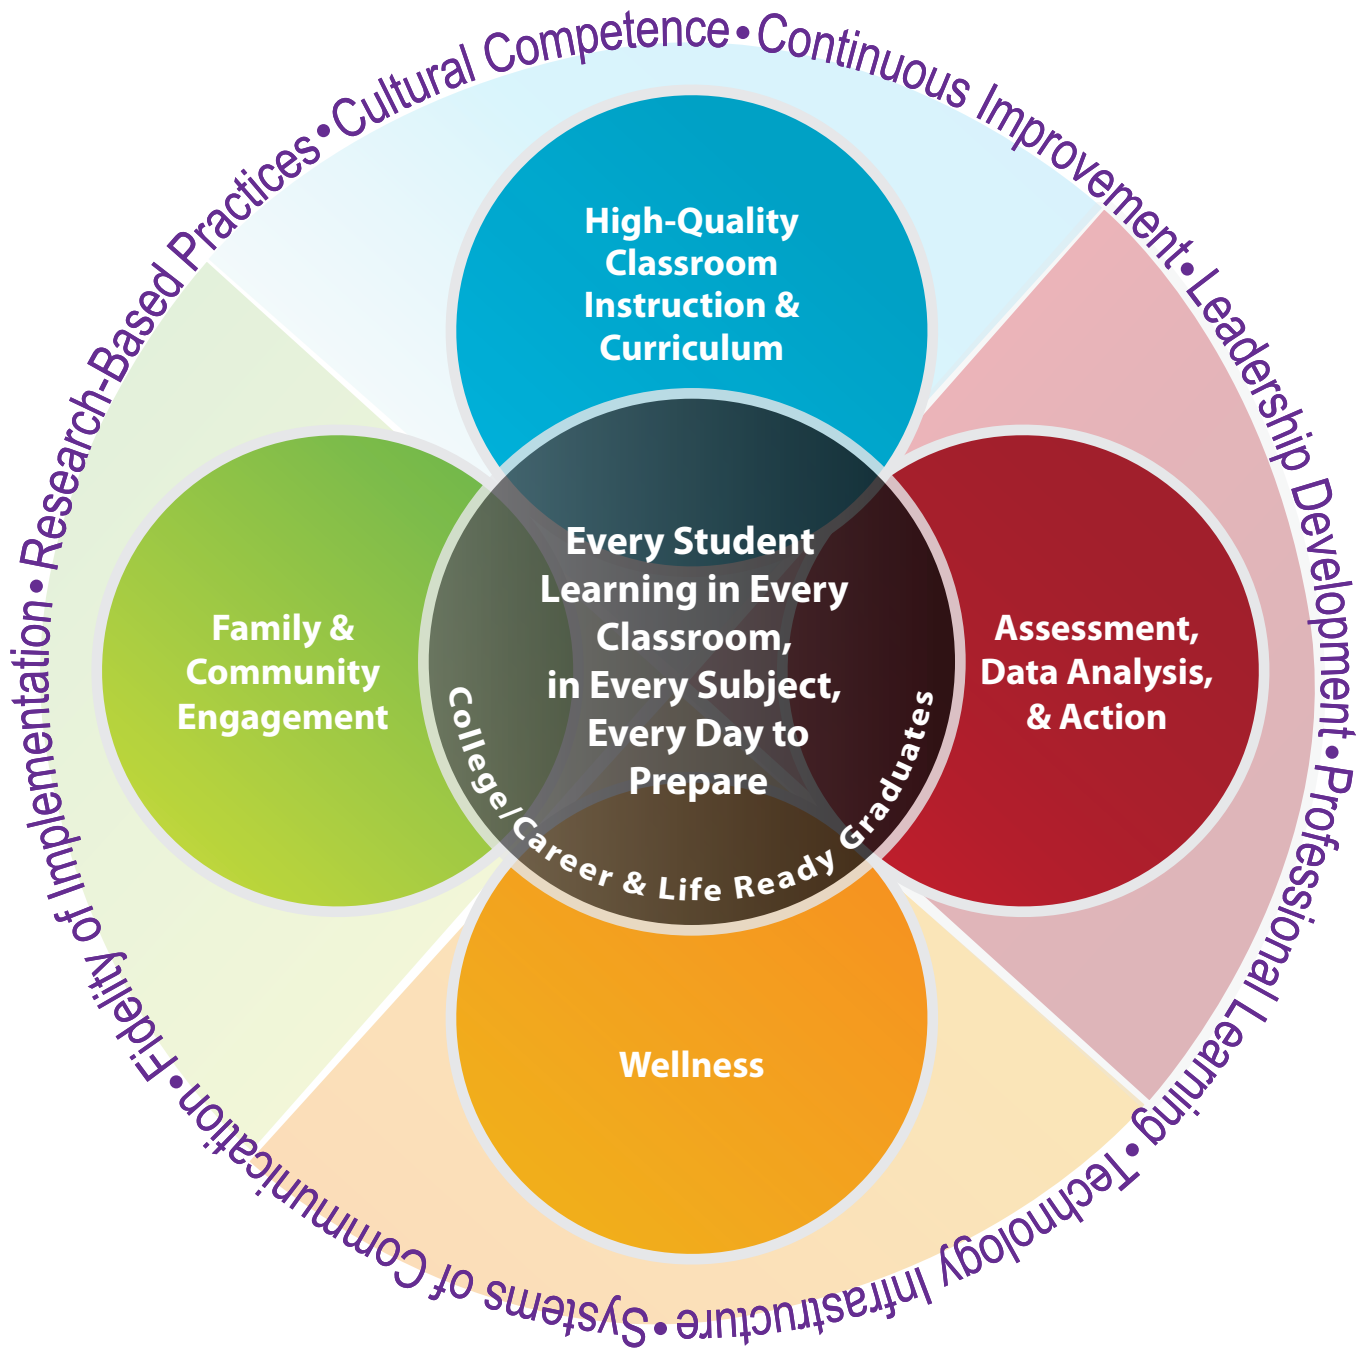 Cultural Competence • Continuous Improvement • Leadership Development • Professional Learning • Technology Infrastructure • Systems of Communication • Fidelity of Implementation • Research-Based Practices •
High-Quality
Classroom
Instruction &
Curriculum
Family &
Community
Engagement
Every Student
Learning in Every
Classroom,
in Every Subject,
Every Day to
Prepare
College/Career & Life Ready Graduates
Assessment,
Data Analysis,
& Action
Wellness